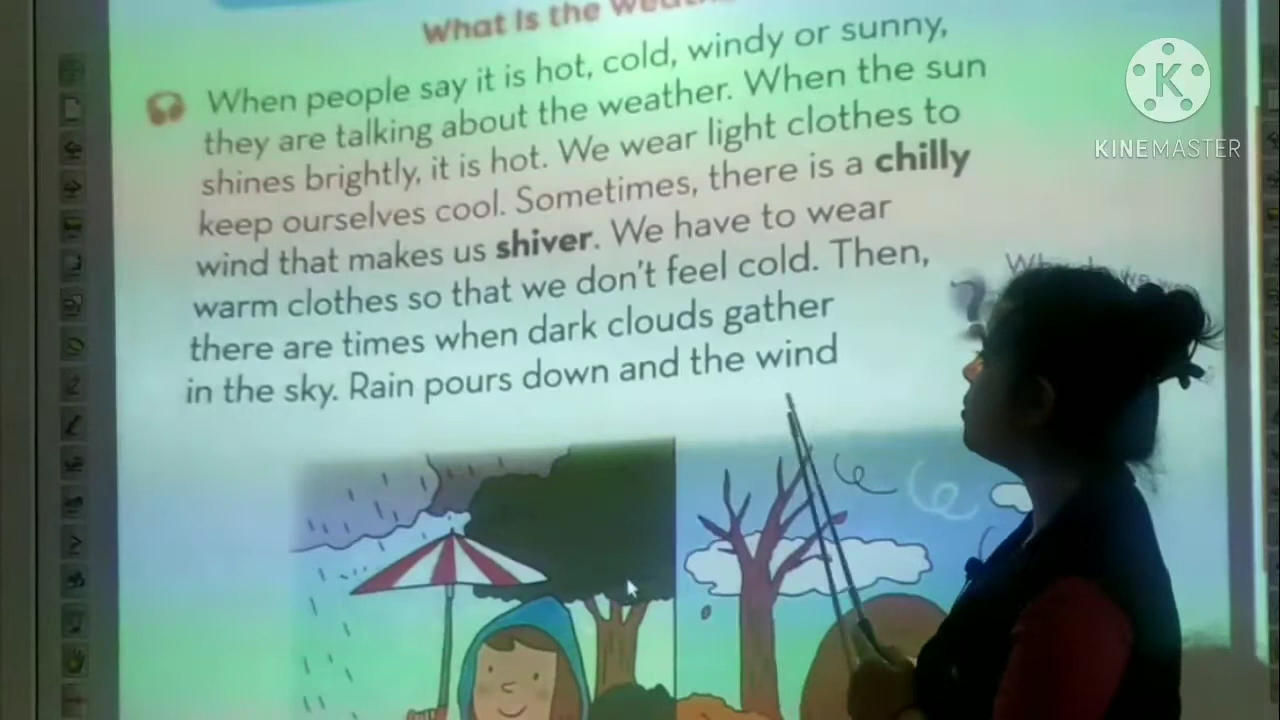 What Is the
When people say it is hot, cold, windy or sunny,
they are talking about the weather. When the sun
shines brightly, it is hot. We wear light clothes to
keep ourselves cool. Sometimes, there is a chilly
wind that makes us shiver. We have to wear
warm clothes so that we don't feel cold. Then,
there are times when dark clouds gather
in the sky. Rain pours down and the wind
?
K
KINEMASTER